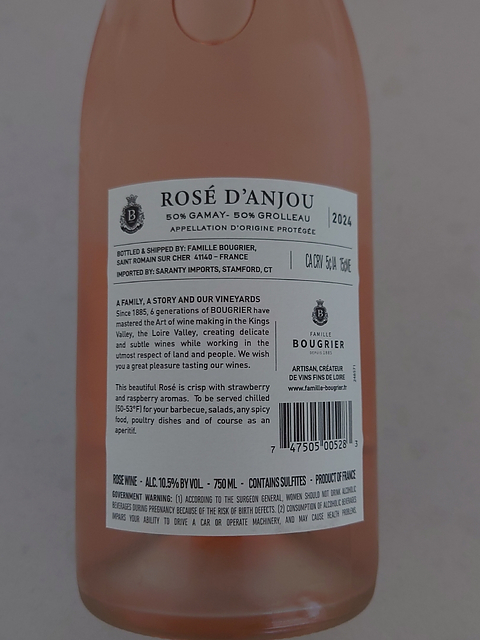 B
ROSÉ D'ANJOU
50% GAMAY- 50% GROLLEAU
APPELLATION D'ORIGINE PROTÉGÉE
2024
BOTTLED & SHIPPED BY: FAMILLE BOUGRIER,
SAINT ROMAIN SUR CHER 41140 – FRANCE
IMPORTED BY: SARANTY IMPORTS, STAMFORD, CT
CA CRV 5¢ IA 15¢ME
A FAMILY, A STORY AND OUR VINEYARDS
Since 1885, 6 generations of BOUGRIER have
mastered the Art of wine making in the Kings
Valley, the Loire Valley, creating delicate
and subtle wines while working in the
utmost respect of land and people. We wish
you a great pleasure tasting our wines.
This beautiful Rosé is crisp with strawberry
and raspberry aromas. To be served chilled
(50-53°F) for your barbecue, salads, any spicy
food, poultry dishes and of course as an
aperitif.
B
FAMILLE
BOUGRIER
DEPUIS 1885
ARTISAN, CRÉATEUR
DE VINS FINS DE LOIRE
www.famille-bougrier.fr
7 47505 00528 3
ROSE WINE - ALC. 10.5% BY VOL. - 750 ML - CONTAINS SULFITES - PRODUCT OF FRANCE
GOVERNMENT WARNING: (1) ACCORDING TO THE SURGEON GENERAL, WOMEN SHOULD NOT DRINK ALCOHOLIC
BEVERAGES DURING PREGNANCY BECAUSE OF THE RISK OF BIRTH DEFECTS. (2) CONSUMPTION OF ALCOHOLIC BEVERAGES
IMPAIRS YOUR ABILITY TO DRIVE A CAR OR OPERATE MACHINERY, AND MAY CAUSE HEALTH PROBLEMS.